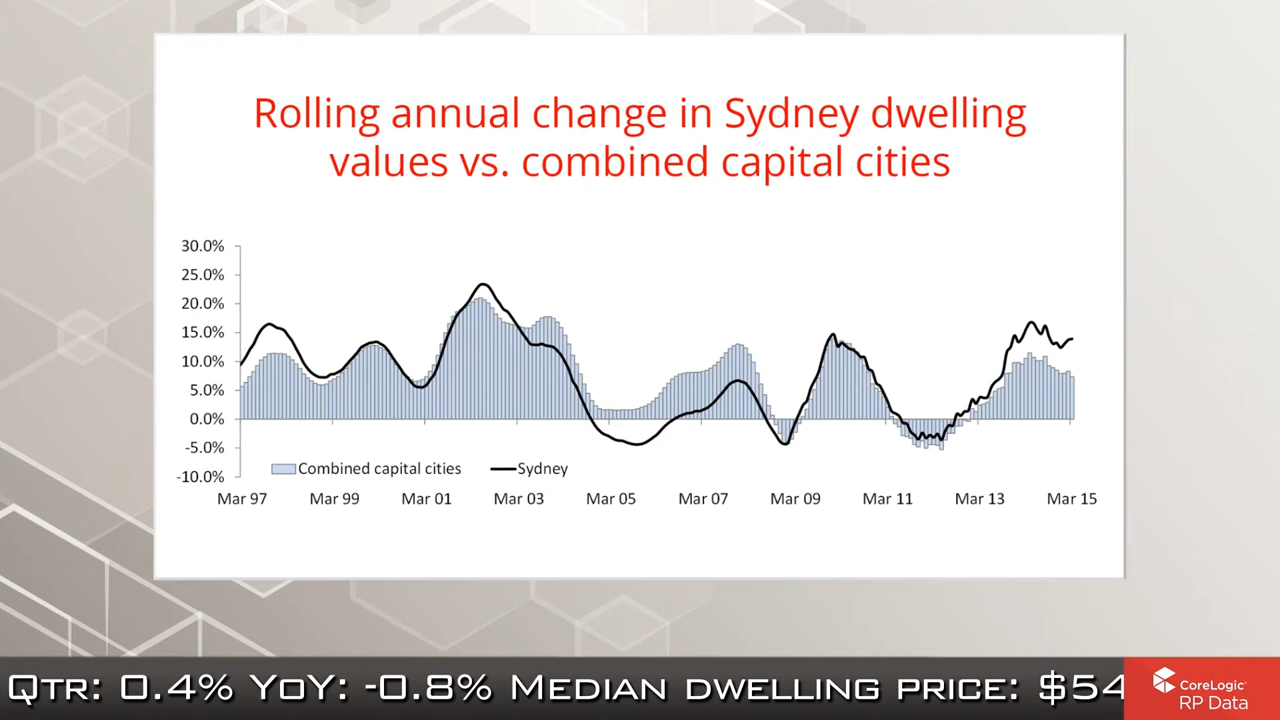 Rolling annual change in Sydney dwelling
values vs. combined capital cities
30.0%
25.0%
20.0%
15.0%
10.0%
5.0%
0.0%
-5.0%
-10.0%
Combined capital cities
Sydney
Mar 97 Mar 99 Mar 01 Mar 03 Mar 05 Mar 07 Mar 09 Mar 11 Mar 13 Mar 15
QTR: 0.4% YOY: -0.8% MEDIAN DWELLING PRICE: $54
CoreLogic
RP Data